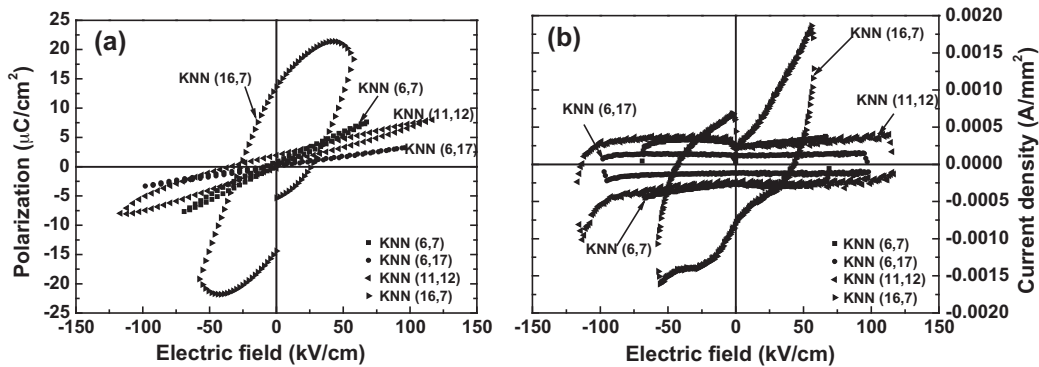 (a)
25
20
15
10
5
0
-5
-10
-15
-20
-25
Polarization (μC/cm²)
KNN (16,7)
KNN (6,7)
KNN (11,12)
KNN (6,17)
KNN (6,7)
KNN (6,17)
KNN (11,12)
KNN (16,7)
-150 -100 -50 0 50 100 150
Electric field (kV/cm)
(b)
KNN (16,7)
KNN (6,17)
KNN (11,12)
KNN (6,7)
KNN (6,7)
KNN (6,17)
KNN (11,12)
KNN (16,7)
0.0020
0.0015
0.0010
0.0005
0.0000
-0.0005
-0.0010
-0.0015
-0.0020
Current density (A/mm²)
-150 -100 -50 0 50 100 150
Electric field (kV/cm)